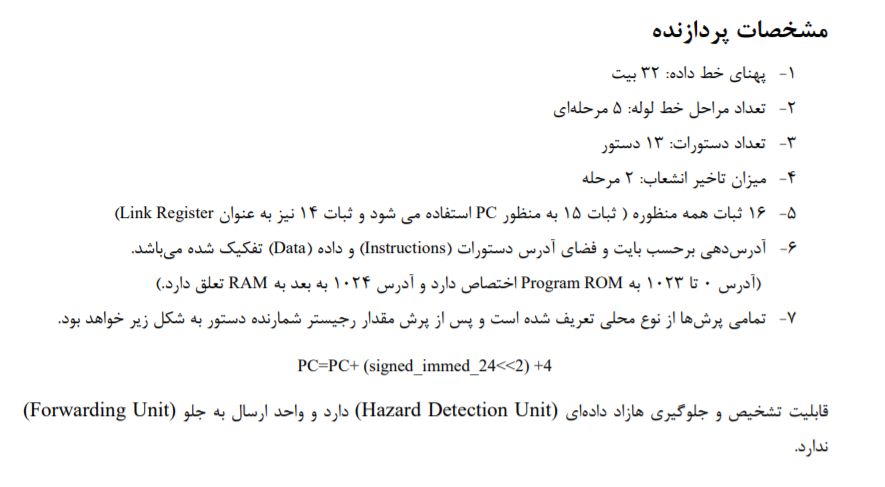 مشخصات پردازنده
۱- پهنای خط داده: ۳۲ بیت
۲- تعداد مراحل خط لوله: ۵ مرحله‌ای
۳- تعداد دستورات: ۱۳ دستور
۴- میزان تاخیر انشعاب: ۲ مرحله
۵- ۱۶ ثبات همه منظوره ( ثبات ۱۵ به منظور PC استفاده می شود و ثبات ۱۴ نیز به عنوان Link Register)
۶- آدرس‌دهی برحسب بایت و فضای آدرس دستورات (Instructions) و داده (Data) تفکیک شده می‌باشد.
(آدرس ۰ تا ۱۰۲۳ به Program ROM اختصاص دارد و آدرس ۱۰۲۴ به بعد به RAM تعلق دارد.)
۷- تمامی پرش‌ها از نوع محلی تعریف شده است و پس از پرش مقدار رجیستر شمارنده دستور به شکل زیر خواهد بود.
PC=PC+ (signed_immed_24<<2) +4
قابلیت تشخیص و جلوگیری هازاد داده‌ای (Hazard Detection Unit) دارد و واحد ارسال به جلو (Forwarding Unit)
ندارد.